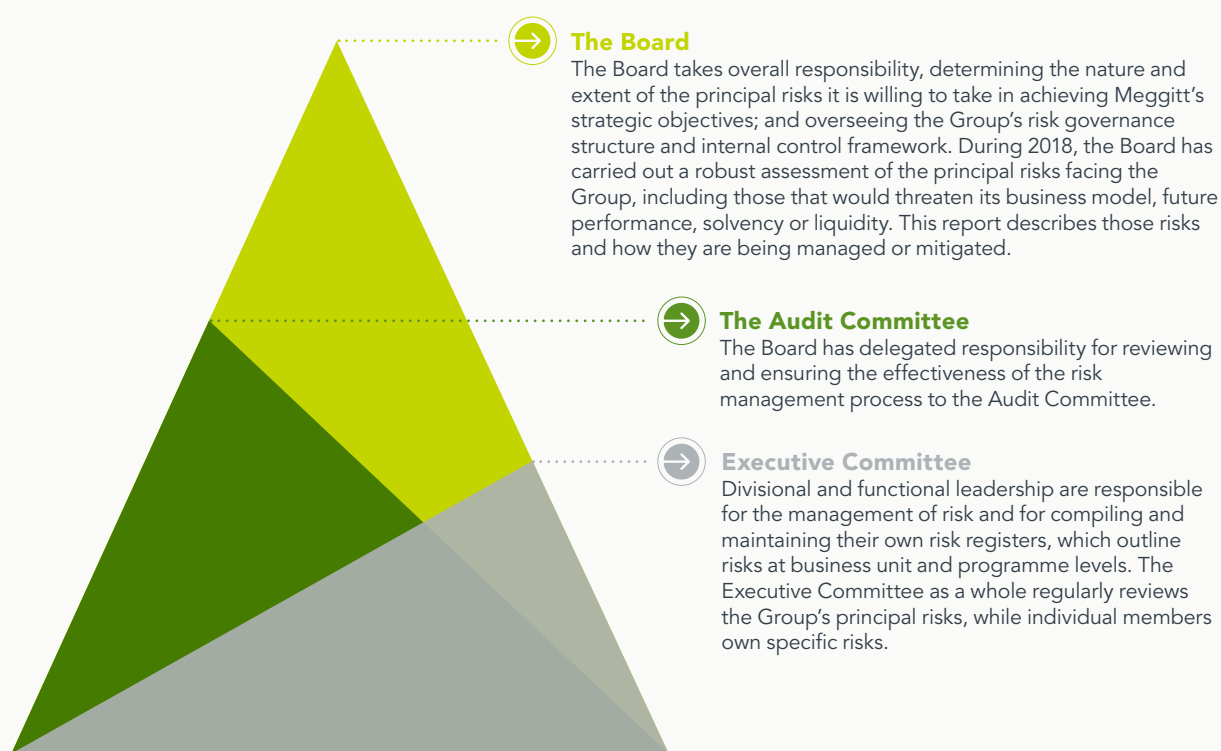 The Board
The Board takes overall responsibility, determining the nature and
extent of the principal risks it is willing to take in achieving Meggitt’s
strategic objectives; and overseeing the Group’s risk governance
structure and internal control framework. During 2018, the Board has
carried out a robust assessment of the principal risks facing the
Group, including those that would threaten its business model, future
performance, solvency or liquidity. This report describes those risks
and how they are being managed or mitigated.
The Audit Committee
The Board has delegated responsibility for reviewing
and ensuring the effectiveness of the risk
management process to the Audit Committee.
Executive Committee
Divisional and functional leadership are responsible
for the management of risk and for compiling and
maintaining their own risk registers, which outline
risks at business unit and programme levels. The
Executive Committee as a whole regularly reviews
the Group’s principal risks, while individual members
own specific risks.